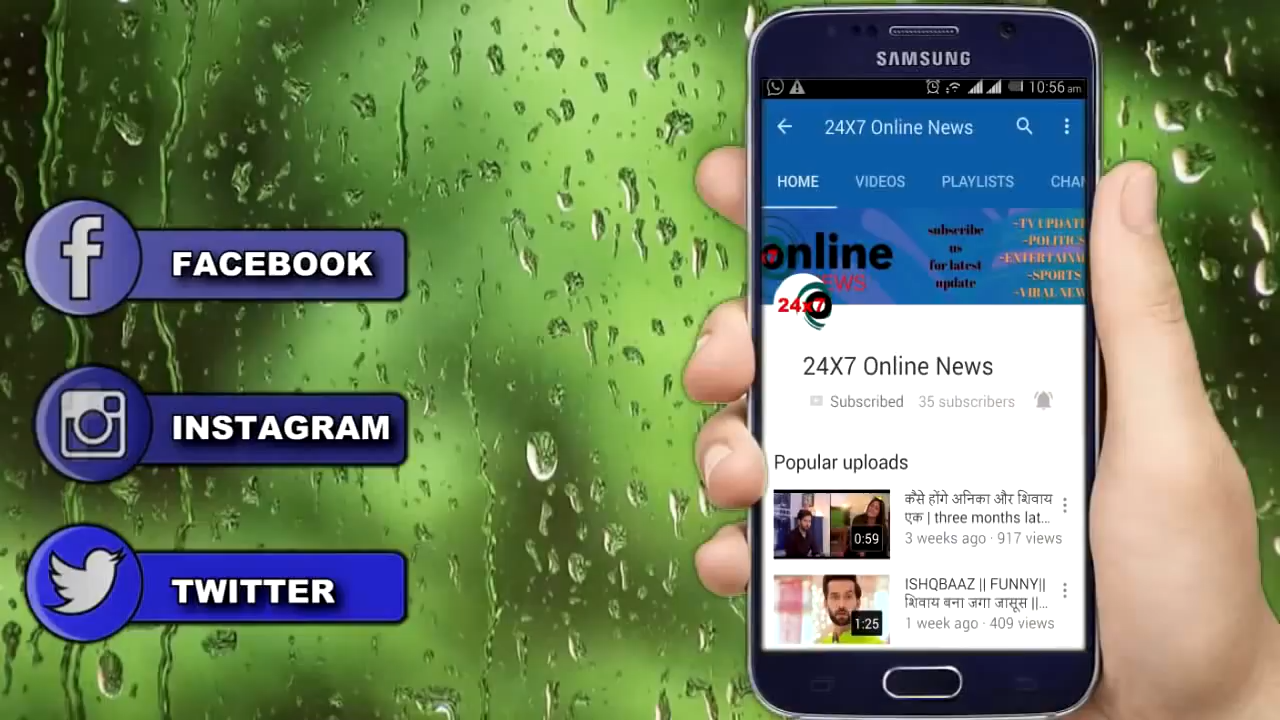 FACEBOOK
INSTAGRAM
TWITTER
SAMSUNG
10:56 am
24X7 Online News
HOME VIDEOS PLAYLISTS CHAN
online
NEWS
subscribe
us
for latest
update
~TV UPDATE
~POLITICS
~ENTERTAINM
~SPORTS
~VIRAL NEW
24x7
24X7 Online News
Subscribed 35 subscribers
Popular uploads
कैसे होंगे अनिका और शिवाय
एक | three months lat...
3 weeks ago · 917 views
0:59
ISHQBAAZ || FUNNY||
शिवाय बना जगा जासूस ||...
1 week ago · 409 views
1:25